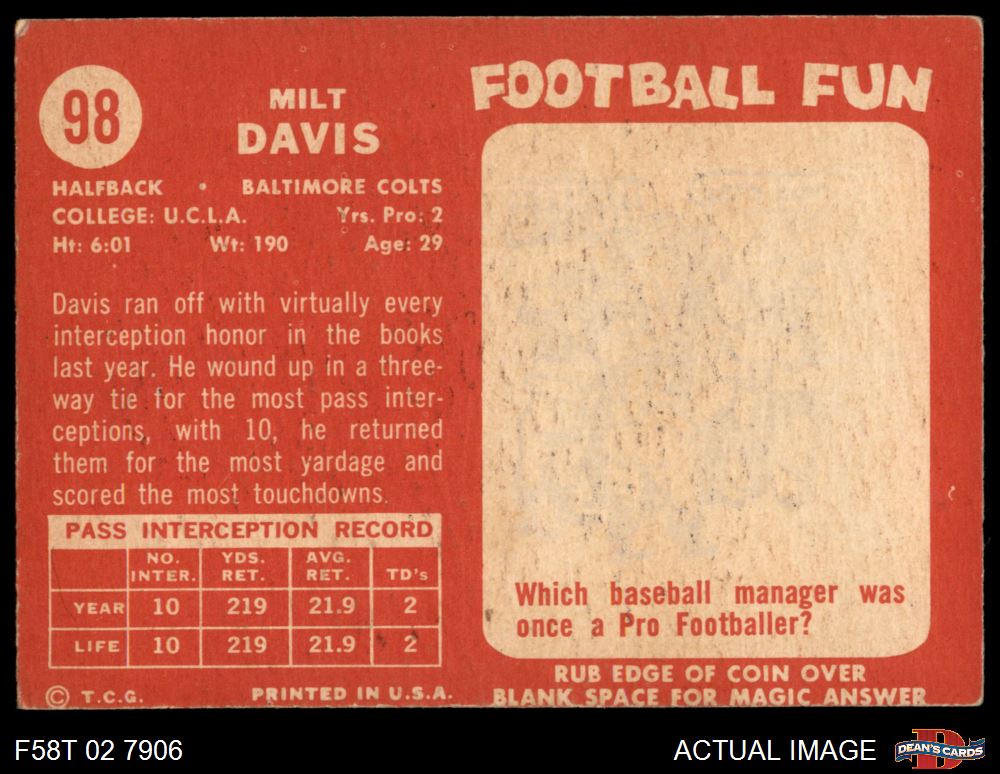 98
MILT
DAVIS
HALFBACK • BALTIMORE COLTS
COLLEGE: U.C.L.A. Yrs. Pro: 2
Ht: 6:01 Wt: 190 Age: 29
Davis ran off with virtually every
interception honor in the books
last year. He wound up in a three-
way tie for the most pass inter-
ceptions, with 10, he returned
them for the most yardage and
scored the most touchdowns.
PASS INTERCEPTION RECORD
NO. INTER. YDS. RET. AVG. RET. TD's
YEAR 10 219 21.9 2
LIFE 10 219 21.9 2
© T.C.G. PRINTED IN U.S.A.
FOOTBALL FUN
Which baseball manager was
once a Pro Footballer?
RUB EDGE OF COIN OVER
BLANK SPACE FOR MAGIC ANSWER
F58T 02 7906
ACTUAL IMAGE
D
DEAN'S CARDS